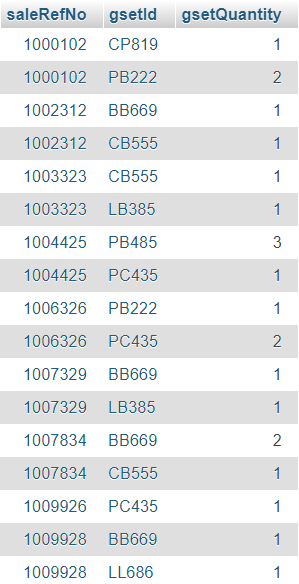 saleRefNo gsetId gsetQuantity
1000102 CP819 1
1000102 PB222 2
1002312 BB669 1
1002312 CB555 1
1003323 CB555 1
1003323 LB385 1
1004425 PB485 3
1004425 PC435 1
1006326 PB222 1
1006326 PC435 2
1007329 BB669 1
1007329 LB385 1
1007834 BB669 2
1007834 CB555 1
1009926 PC435 1
1009928 BB669 1
1009928 LL686 1